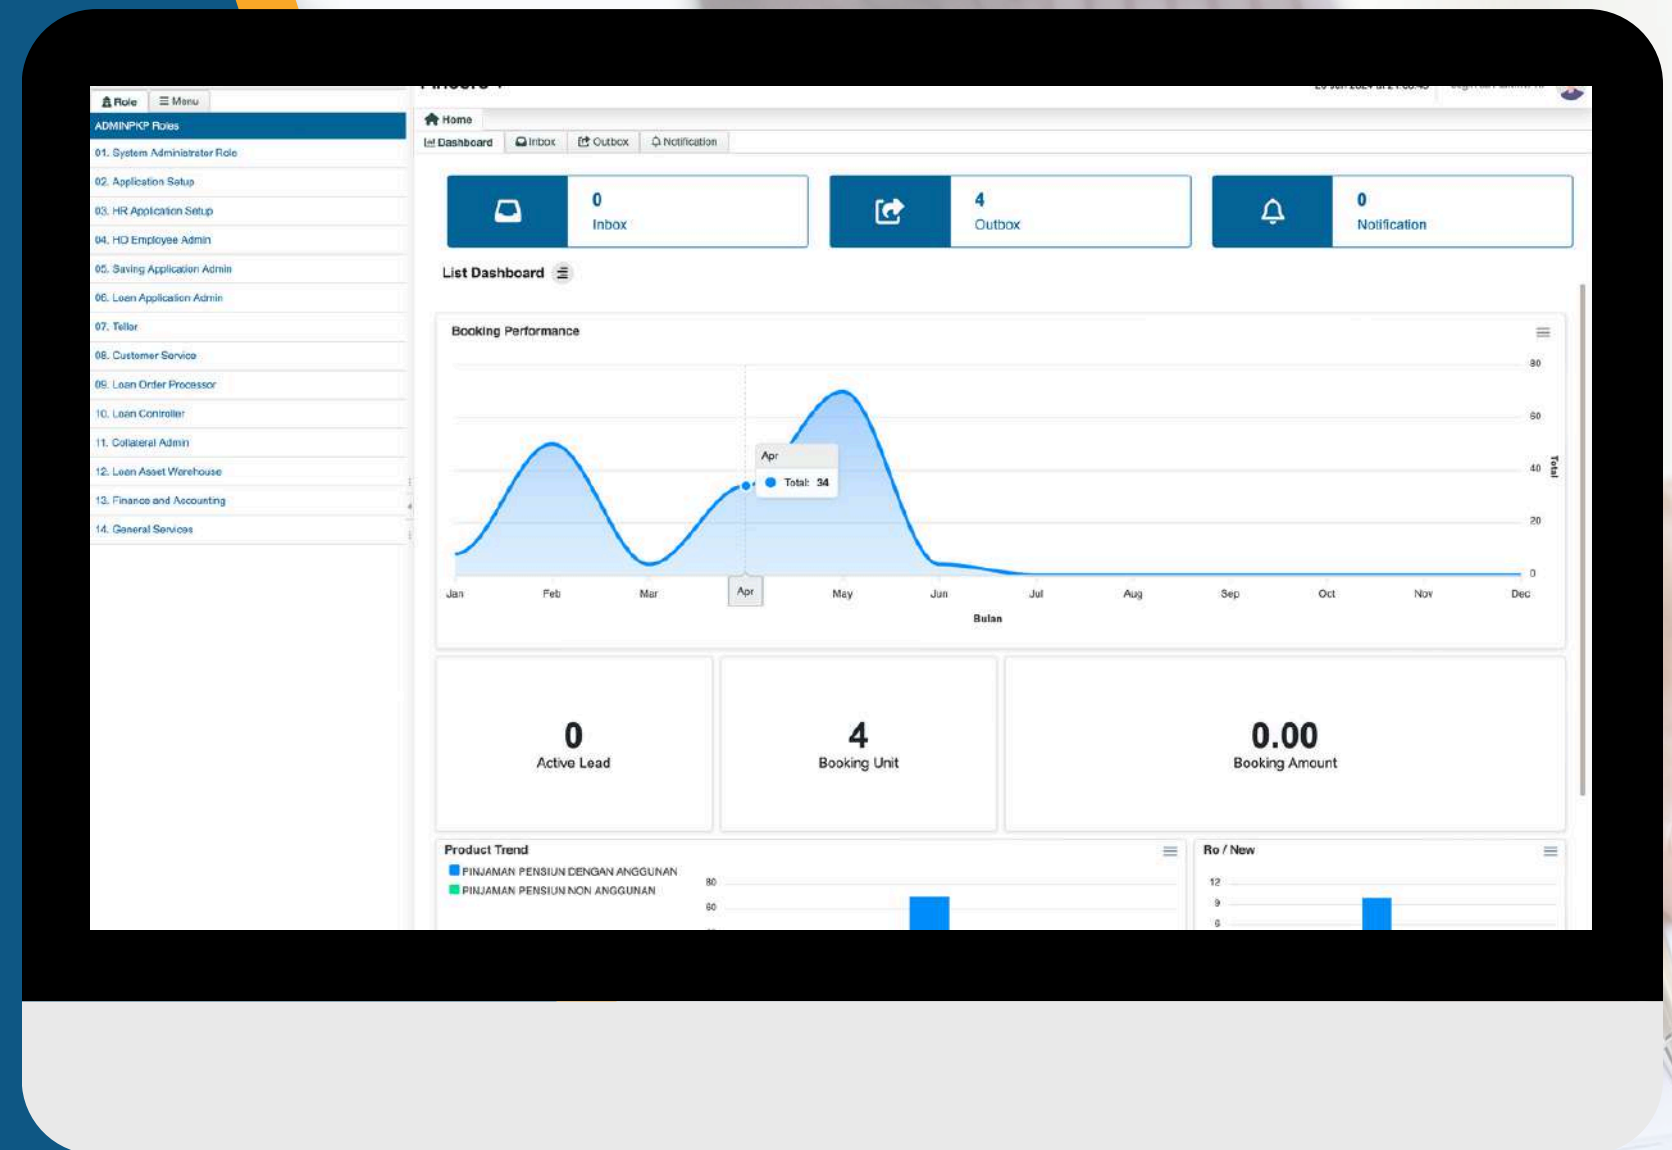 Role
Menu
ADMINPKP Roles
01. System Administrator Role
02. Application Setup
03. HR Application Setup
04. HO Employee Admin
05. Saving Application Admin
06. Loan Application Admin
07. Teller
08. Customer Service
09. Loan Order Processor
10. Loan Controller
11. Collateral Admin
12. Loan Asset Warehouse
13. Finance and Accounting
14. General Services
Home
Dashboard Inbox Outbox Notification
0
Inbox
4
Outbox
0
Notification
List Dashboard
Booking Performance
80
60
40
20
0
Total
Apr
Total: 34
Jan Feb Mar Apr May Jun Jul Aug Sep Oct Nov Dec
Bulan
0
Active Lead
4
Booking Unit
0.00
Booking Amount
Product Trend
PINJAMAN PENSIUN DENGAN ANGGUNAN
PINJAMAN PENSIUN NON ANGGUNAN
80
60
Ro / New
12
9
6